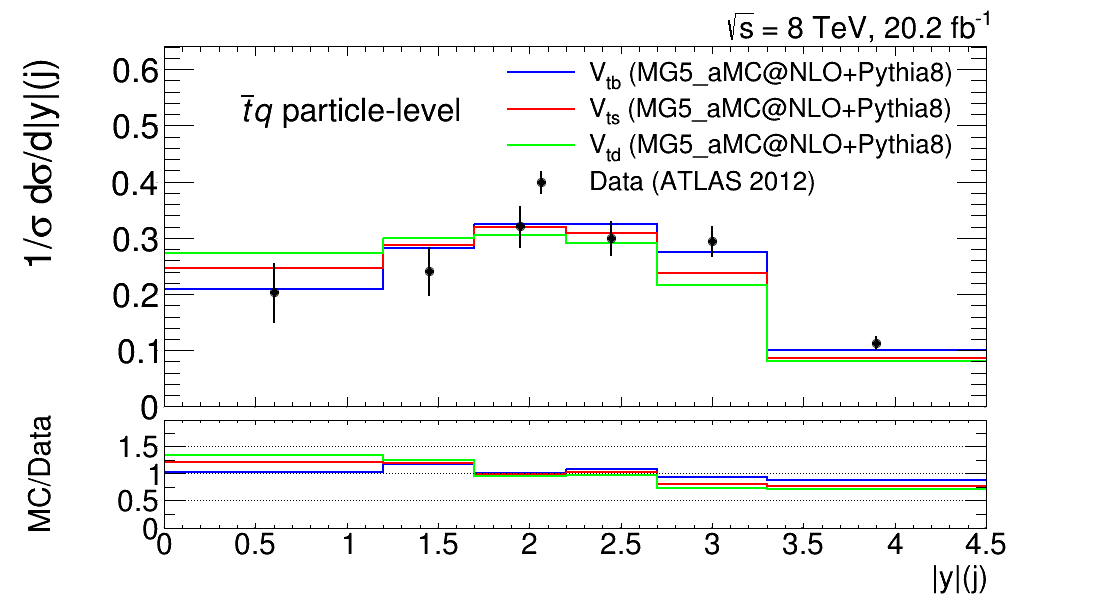 √s = 8 TeV, 20.2 fb⁻¹
1/σ dσ/d|y|(j)
0.6
0.5
0.4
0.3
0.2
0.1
0
t̄q particle-level
V_tb (MG5_aMC@NLO+Pythia8)
V_ts (MG5_aMC@NLO+Pythia8)
V_td (MG5_aMC@NLO+Pythia8)
Data (ATLAS 2012)
MC/Data
1.5
1
0.5
0
0 0.5 1 1.5 2 2.5 3 3.5 4 4.5
|y|(j)